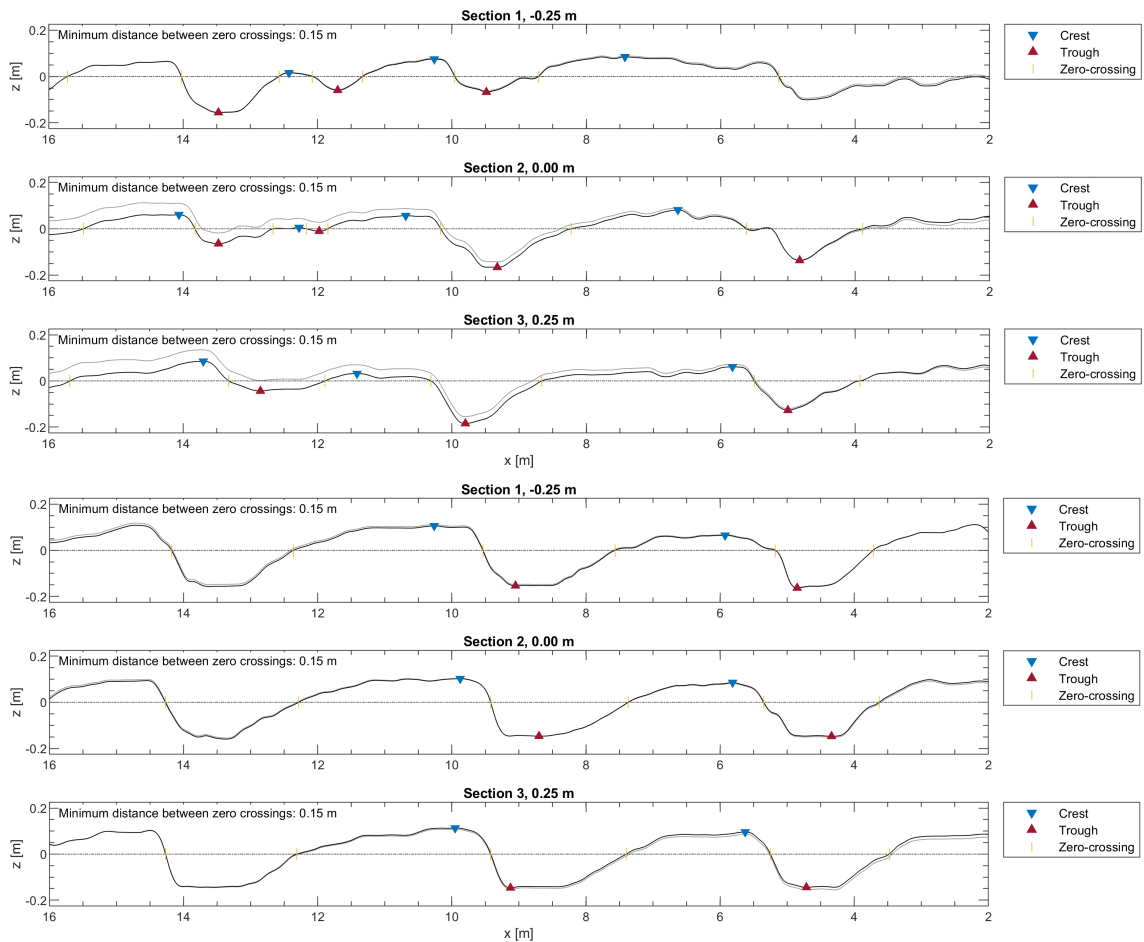 Section 1, -0.25 m
Minimum distance between zero crossings: 0.15 m
z [m]
0.2
0
-0.2
16 14 12 10 8 6 4 2
Crest
Trough
Zero-crossing
Section 2, 0.00 m
Minimum distance between zero crossings: 0.15 m
z [m]
0.2
0
-0.2
16 14 12 10 8 6 4 2
Crest
Trough
Zero-crossing
Section 3, 0.25 m
Minimum distance between zero crossings: 0.15 m
z [m]
0.2
0
-0.2
16 14 12 10 8 6 4 2
x [m]
Crest
Trough
Zero-crossing
Section 1, -0.25 m
Minimum distance between zero crossings: 0.15 m
z [m]
0.2
0
-0.2
16 14 12 10 8 6 4 2
Crest
Trough
Zero-crossing
Section 2, 0.00 m
Minimum distance between zero crossings: 0.15 m
z [m]
0.2
0
-0.2
16 14 12 10 8 6 4 2
Crest
Trough
Zero-crossing
Section 3, 0.25 m
Minimum distance between zero crossings: 0.15 m
z [m]
0.2
0
-0.2
16 14 12 10 8 6 4 2
x [m]
Crest
Trough
Zero-crossing